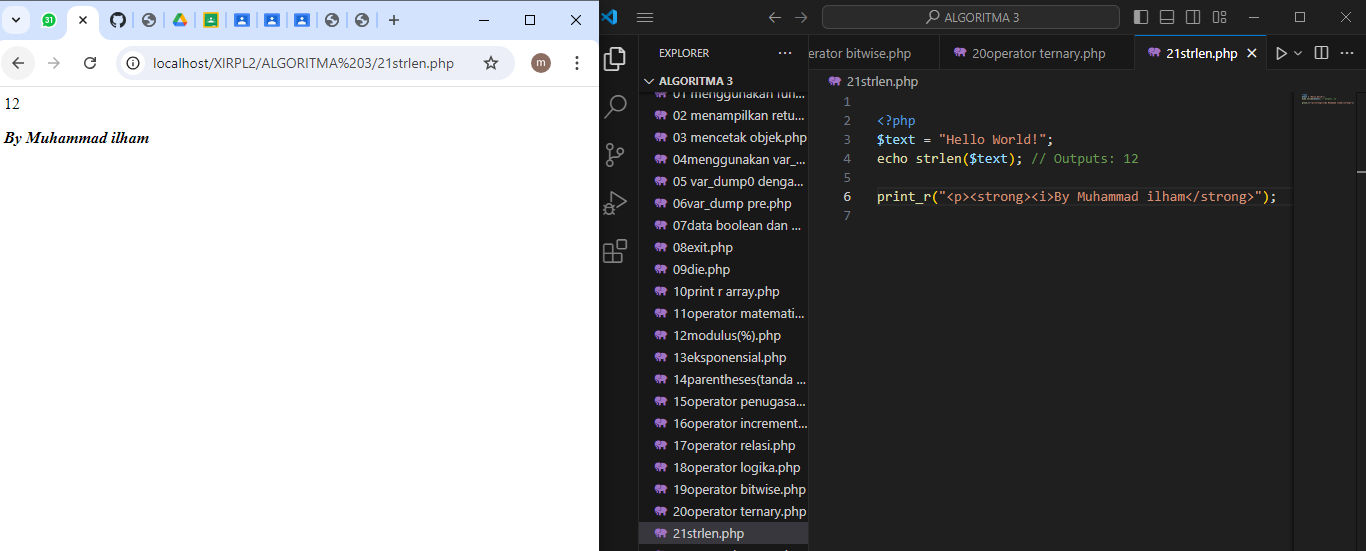 31
localhost/XIRPL2/ALGORITMA%203/21strlen.php
m
12
By Muhammad ilham
ALGORITMA 3
EXPLORER
ALGORITMA 3
01 menggunakan fun...
02 menampilkan retu...
03 mencetak objek.php
04menggunakan var_...
05 var_dump0 denga...
06var_dump pre.php
07data boolean dan ...
08exit.php
09die.php
10print r array.php
11operator matemati...
12modulus(%).php
13eksponensial.php
14parentheses(tanda ...
15operator penugasa...
16operator increment...
17operator relasi.php
18operator logika.php
19operator bitwise.php
20operator ternary.php
21strlen.php
erator bitwise.php
20operator ternary.php
21strlen.php
21strlen.php
1
2 <?php
3 $text = "Hello World!";
4 echo strlen($text); // Outputs: 12
5
6 print_r("<p><strong><i>By Muhammad ilham</strong>");
7